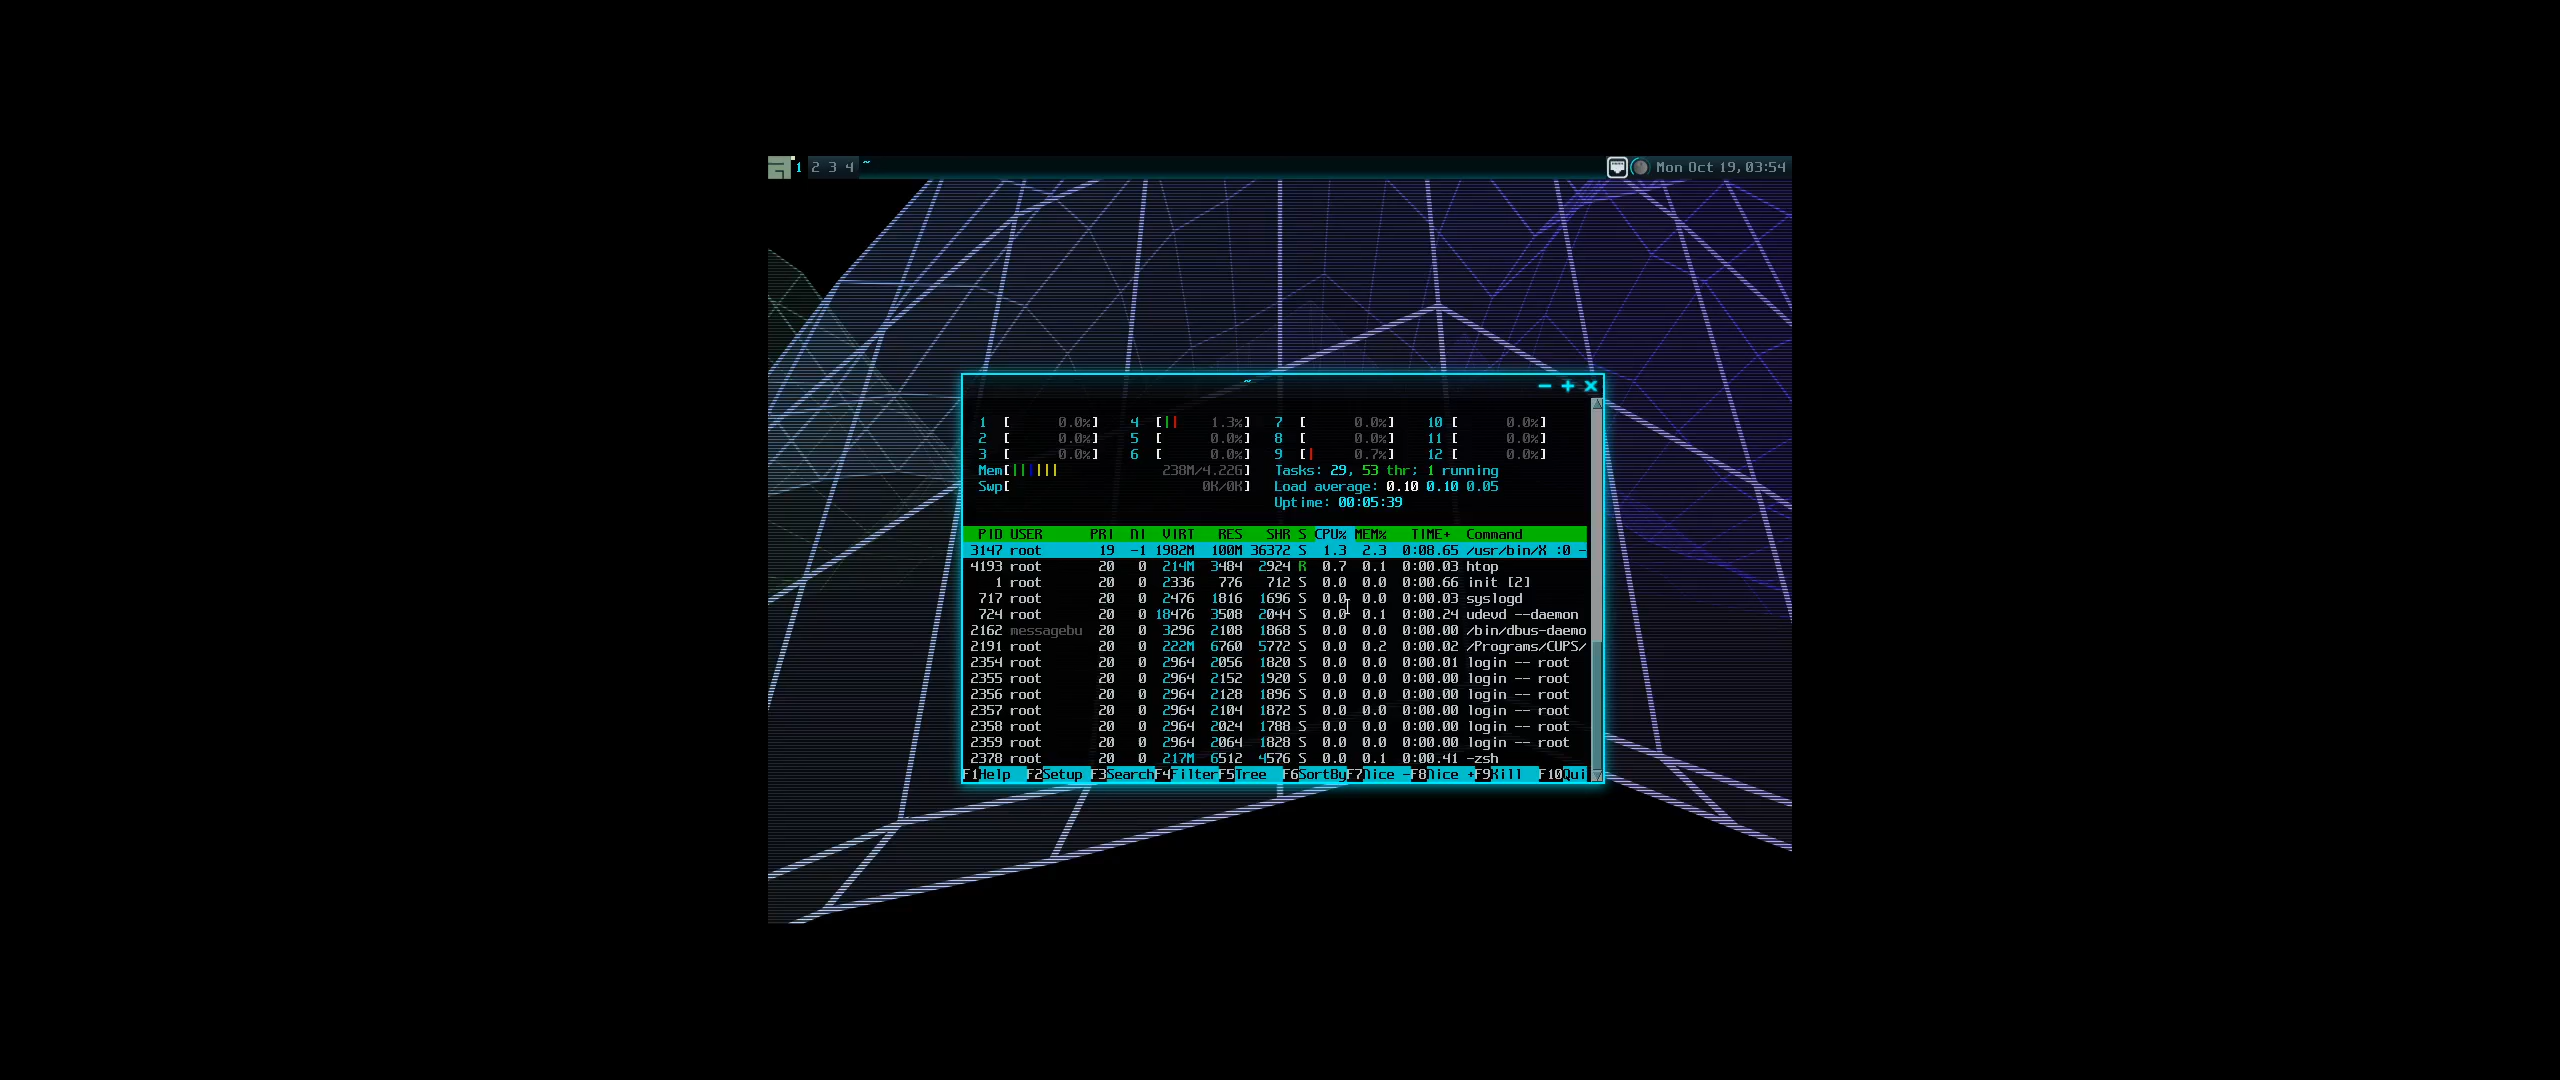 1 2 3 4 ~ Mon Oct 19, 03:54
~
1 [ 0.0%] 4 [|| 1.3%] 7 [ 0.0%] 10 [ 0.0%]
2 [ 0.0%] 5 [ 0.0%] 8 [ 0.0%] 11 [ 0.0%]
3 [ 0.0%] 6 [ 0.0%] 9 [| 0.7%] 12 [ 0.0%]
Mem[|||||| 238M/4.22G] Tasks: 29, 53 thr; 1 running
Swp[ 0K/0K] Load average: 0.10 0.10 0.05
Uptime: 00:05:39
PID USER PRI NI VIRT RES SHR S CPU% MEM% TIME+ Command
3147 root 19 -1 1982M 100M 36372 S 1.3 2.3 0:08.65 /usr/bin/X :0 -
4193 root 20 0 214M 3484 2924 R 0.7 0.1 0:00.03 htop
1 root 20 0 2336 776 712 S 0.0 0.0 0:00.66 init [2]
717 root 20 0 2476 1816 1696 S 0.0 0.0 0:00.03 syslogd
724 root 20 0 18476 3508 2044 S 0.0 0.1 0:00.24 udevd --daemon
2162 messagebu 20 0 3296 2108 1868 S 0.0 0.0 0:00.00 /bin/dbus-daemo
2191 root 20 0 222M 6760 5772 S 0.0 0.2 0:00.02 /Programs/CUPS/
2354 root 20 0 2964 2056 1820 S 0.0 0.0 0:00.01 login -- root
2355 root 20 0 2964 2152 1920 S 0.0 0.0 0:00.00 login -- root
2356 root 20 0 2964 2128 1896 S 0.0 0.0 0:00.00 login -- root
2357 root 20 0 2964 2104 1872 S 0.0 0.0 0:00.00 login -- root
2358 root 20 0 2964 2024 1788 S 0.0 0.0 0:00.00 login -- root
2359 root 20 0 2964 2064 1828 S 0.0 0.0 0:00.00 login -- root
2378 root 20 0 217M 6512 4576 S 0.0 0.1 0:00.41 -zsh
F1Help F2Setup F3SearchF4FilterF5Tree F6SortByF7Nice -F8Nice +F9Kill F10Qui